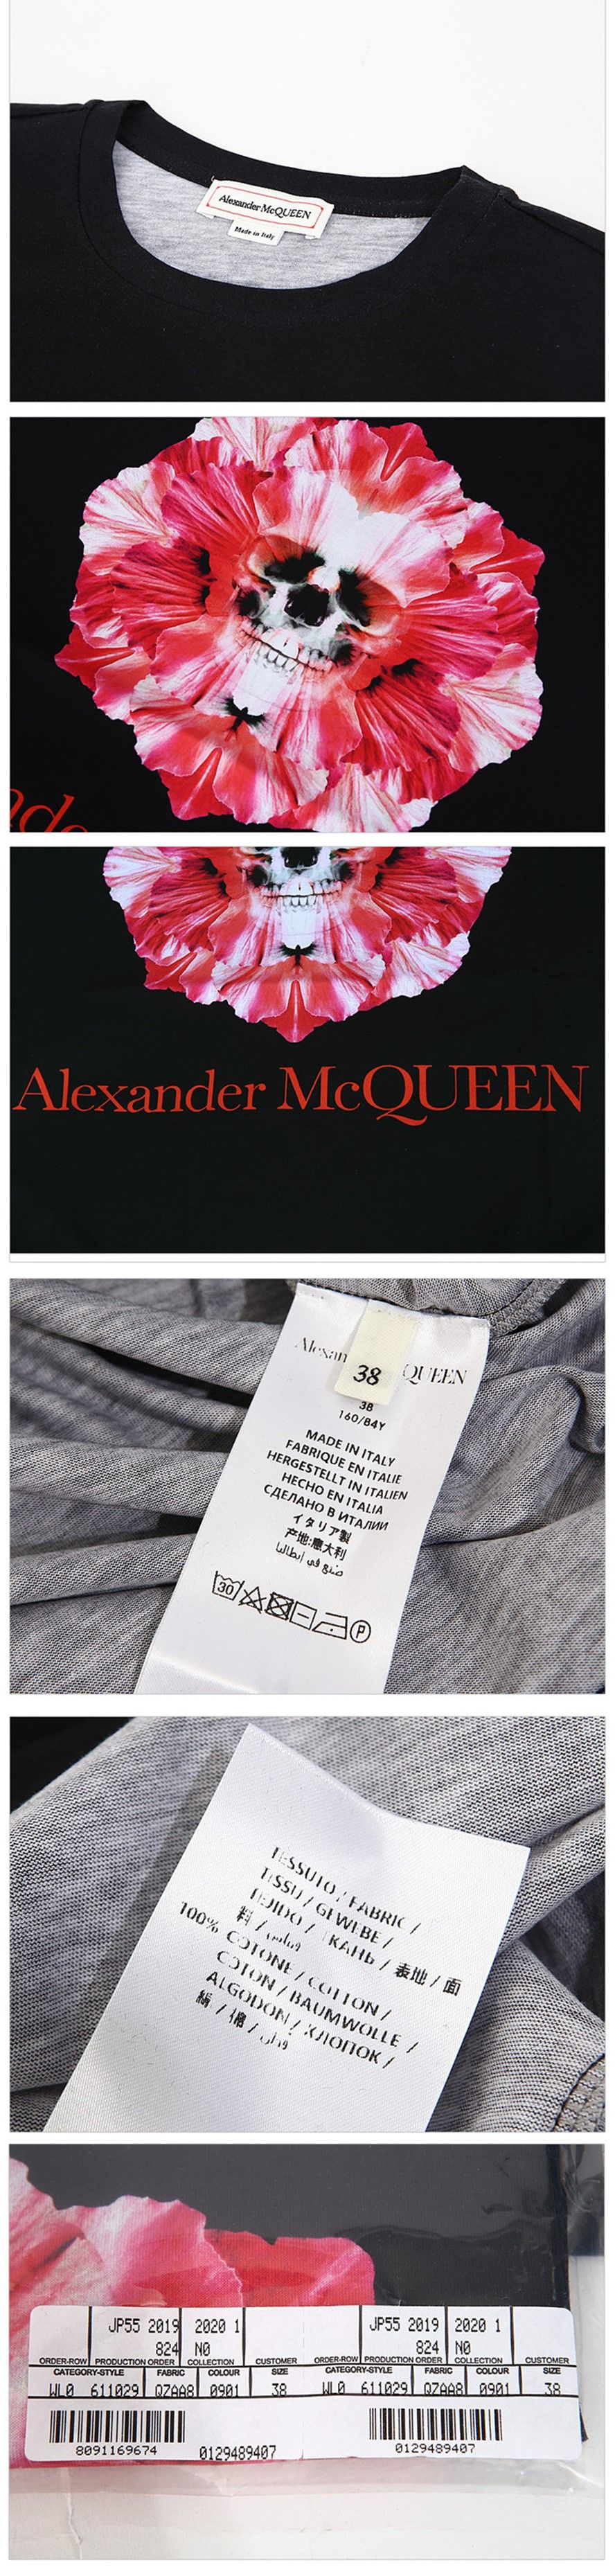 Alexander McQUEEN
Made in Italy
Alexander McQUEEN
38
QUEEN
38
160/84Y
MADE IN ITALY
FABRIQUE EN ITALIE
HERGESTELLT IN ITALIEN
HECHO EN ITALIA
СДЕЛАНО В ИТАЛИИ
イタリア製
产地:意大利
صنع في إيطاليا
30
P
TESSUTO / FABRIC /
TISSU / GEWEBE /
TEJIDO / ТКАНЬ / 表地 / 面
料 / قماش
100% COTONE / COTTON /
COTON / BAUMWOLLE /
ALGODON / ХЛОПОК /
綿 / 棉 / قطن
JP55 2019 2020 1 JP55 2019 2020 1
824 N0 824 N0
ORDER-ROW PRODUCTION ORDER COLLECTION CUSTOMER ORDER-ROW PRODUCTION ORDER COLLECTION CUSTOMER
CATEGORY-STYLE FABRIC COLOUR SIZE CATEGORY-STYLE FABRIC COLOUR SIZE
WL0 611029 QZAA8 0901 38 WL0 611029 QZAA8 0901 38
8091169674 0129489407 0129489407